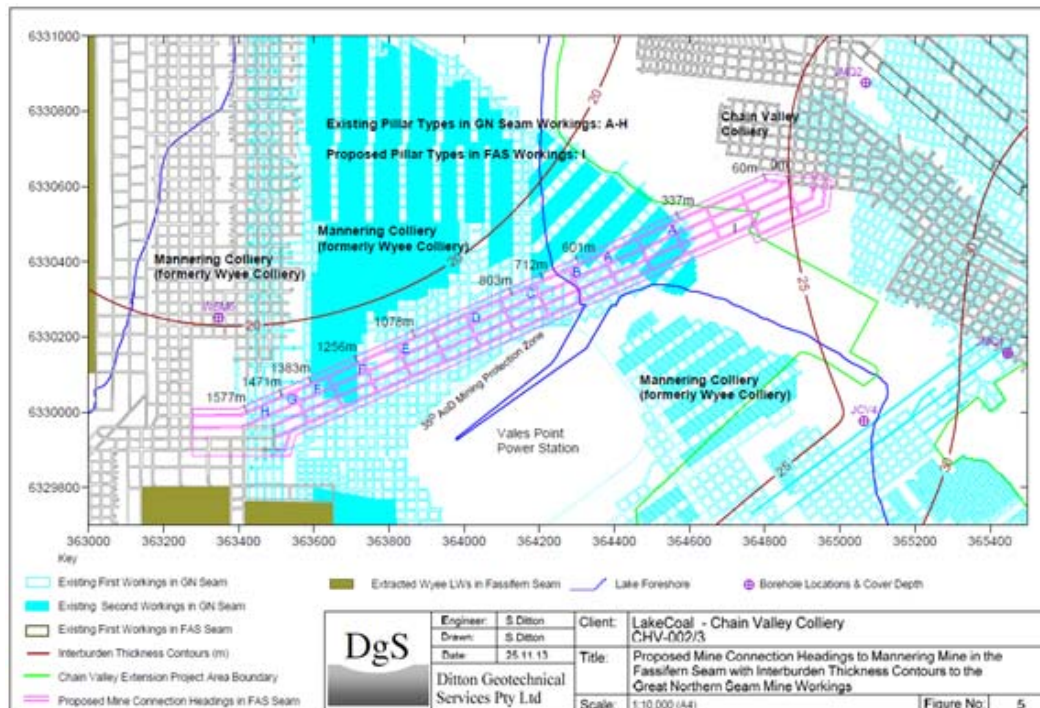 6331000
6330800
6330600
6330400
6330200
6330000
6329800
363000 363200 363400 363600 363800 364000 364200 364400 364600 364800 365000 365200 365400
Existing Pillar Types in GN Seam Workings: A-H
Proposed Pillar Types in FAS Workings: I
Chain Valley
Colliery
Mannering Colliery
(formerly Wyee Colliery)
Mannering Colliery
(formerly Wyee Colliery)
Mannering Colliery
(formerly Wyee Colliery)
Vales Point
Power Station
AoD Mining Protection Zone
20
20
20
25
25
30
30
60m
0m
337m
601m
712m
803m
1078m
1256m
1383m
1471m
1577m
A
A
B
C
D
E
F
F
G
H
I
JCV4
Key
Existing First Workings in GN Seam
Existing Second Workings in GN Seam
Existing First Workings in FAS Seam
Interburden Thickness Contours (m)
Chain Valley Extension Project Area Boundary
Proposed Mine Connection Headings in FAS Seam
Extracted Wyee LWs in Fassifern Seam
Lake Foreshore
Borehole Locations & Cover Depth
DgS
Engineer: S.Ditton
Drawn: S.Ditton
Date: 25.11.13
Ditton Geotechnical
Services Pty Ltd
Client: LakeCoal - Chain Valley Colliery
CHV-002/3
Title: Proposed Mine Connection Headings to Mannering Mine in the
Fassifern Seam with Interburden Thickness Contours to the
Great Northern Seam Mine Workings
Scale: 1:10,000 (A4) Figure No: 5